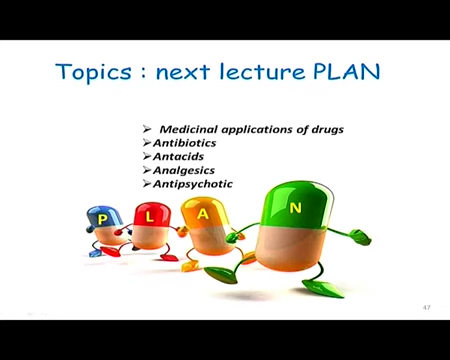 Topics : next lecture PLAN
➢ Medicinal applications of drugs
➢Antibiotics
➢Antacids
➢Analgesics
➢Antipsychotic
P L A N
47